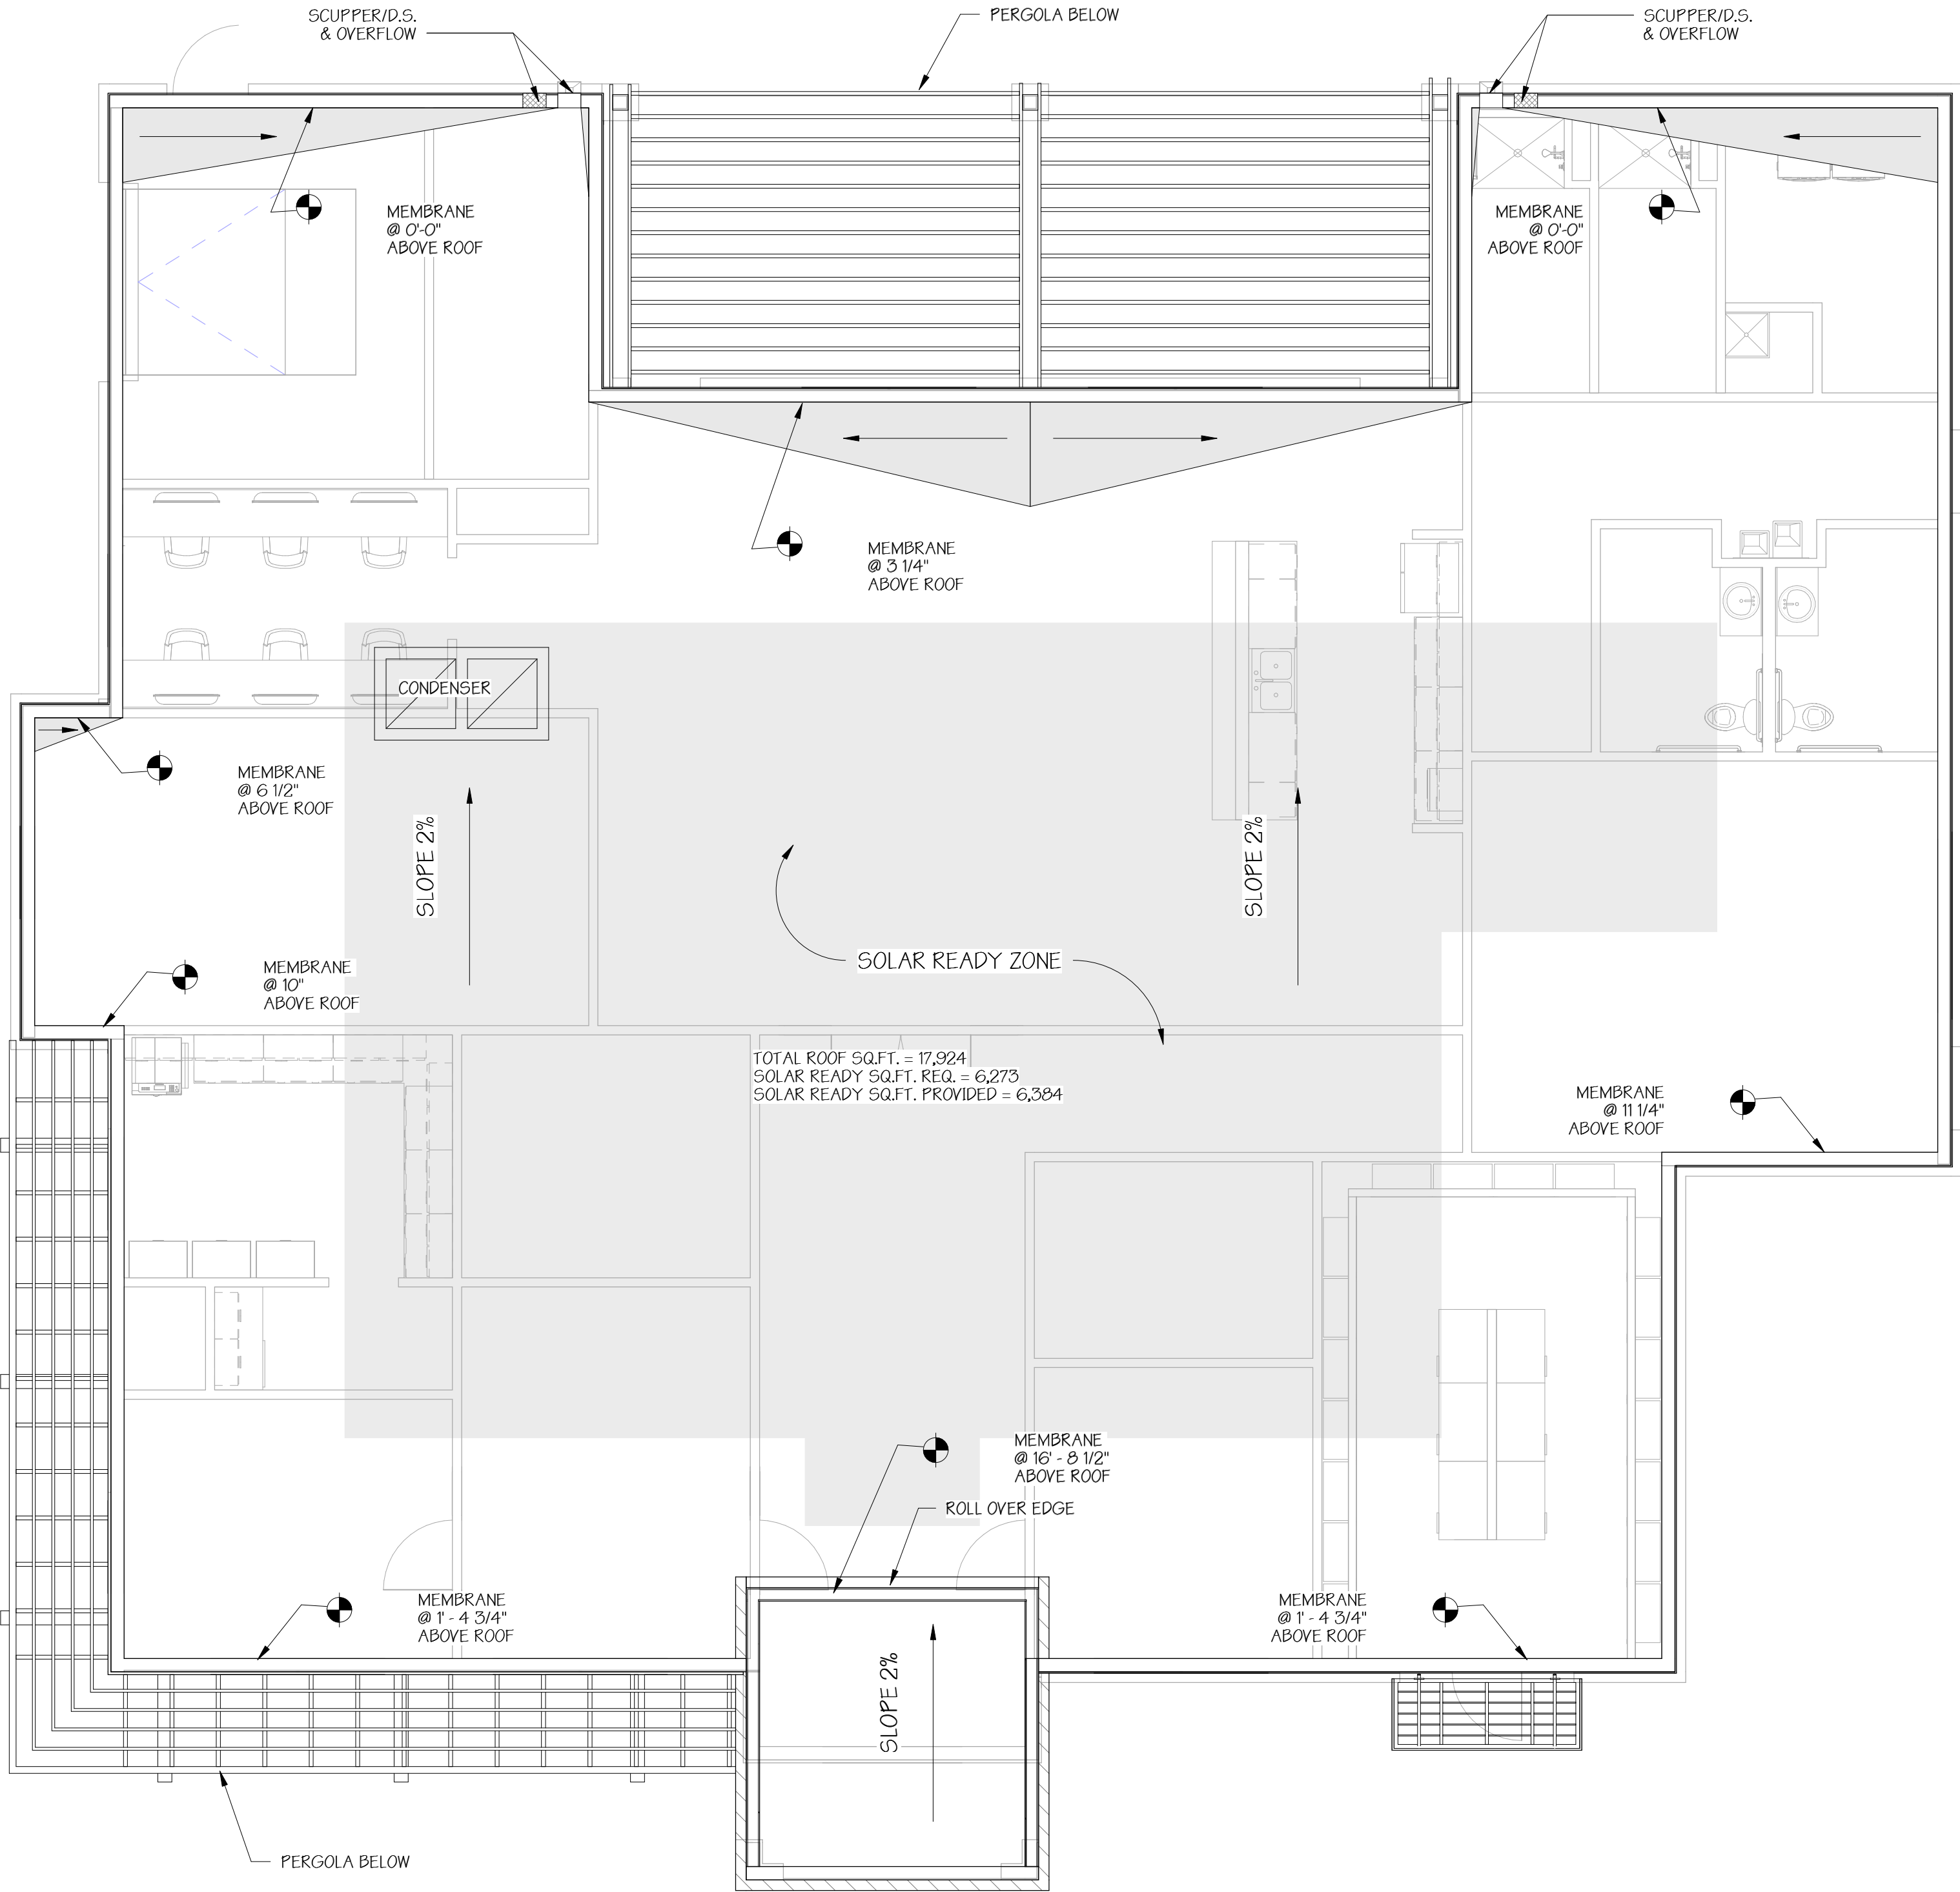 SCUPPER/D.S.
& OVERFLOW
PERGOLA BELOW
SCUPPER/D.S.
& OVERFLOW
MEMBRANE
@ 0'-0"
ABOVE ROOF
MEMBRANE
@ 0'-0"
ABOVE ROOF
MEMBRANE
@ 3 1/4"
ABOVE ROOF
CONDENSER
MEMBRANE
@ 6 1/2"
ABOVE ROOF
SLOPE 2%
SLOPE 2%
MEMBRANE
@ 10"
ABOVE ROOF
SOLAR READY ZONE
TOTAL ROOF SQ.FT. = 17,924
SOLAR READY SQ.FT. REQ. = 6,273
SOLAR READY SQ.FT. PROVIDED = 6,384
MEMBRANE
@ 11 1/4"
ABOVE ROOF
MEMBRANE
@ 16' - 8 1/2"
ABOVE ROOF
ROLL OVER EDGE
MEMBRANE
@ 1' - 4 3/4"
ABOVE ROOF
MEMBRANE
@ 1' - 4 3/4"
ABOVE ROOF
SLOPE 2%
PERGOLA BELOW